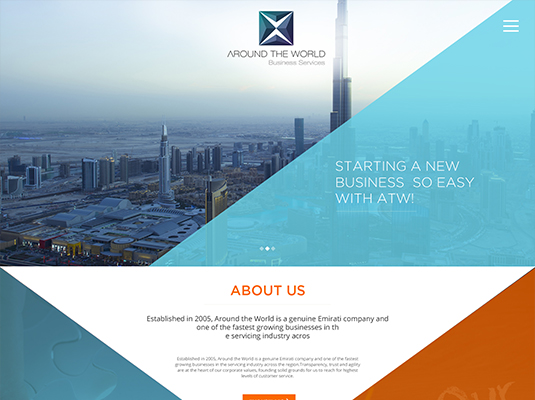 AROUND THE WORLD
Business Services
STARTING A NEW
BUSINESS SO EASY
WITH ATW!
ABOUT US
Established in 2005, Around the World is a genuine Emirati company and
one of the fastest growing businesses in th
e servicing industry acros
Established in 2005, Around the World is a genuine Emirati company and one of the fastest
growing businesses in the servicing industry across the region.Transparency, trust and agility
are at the heart of our corporate values, founding solid grounds for us to reach for highest
levels of customer service.